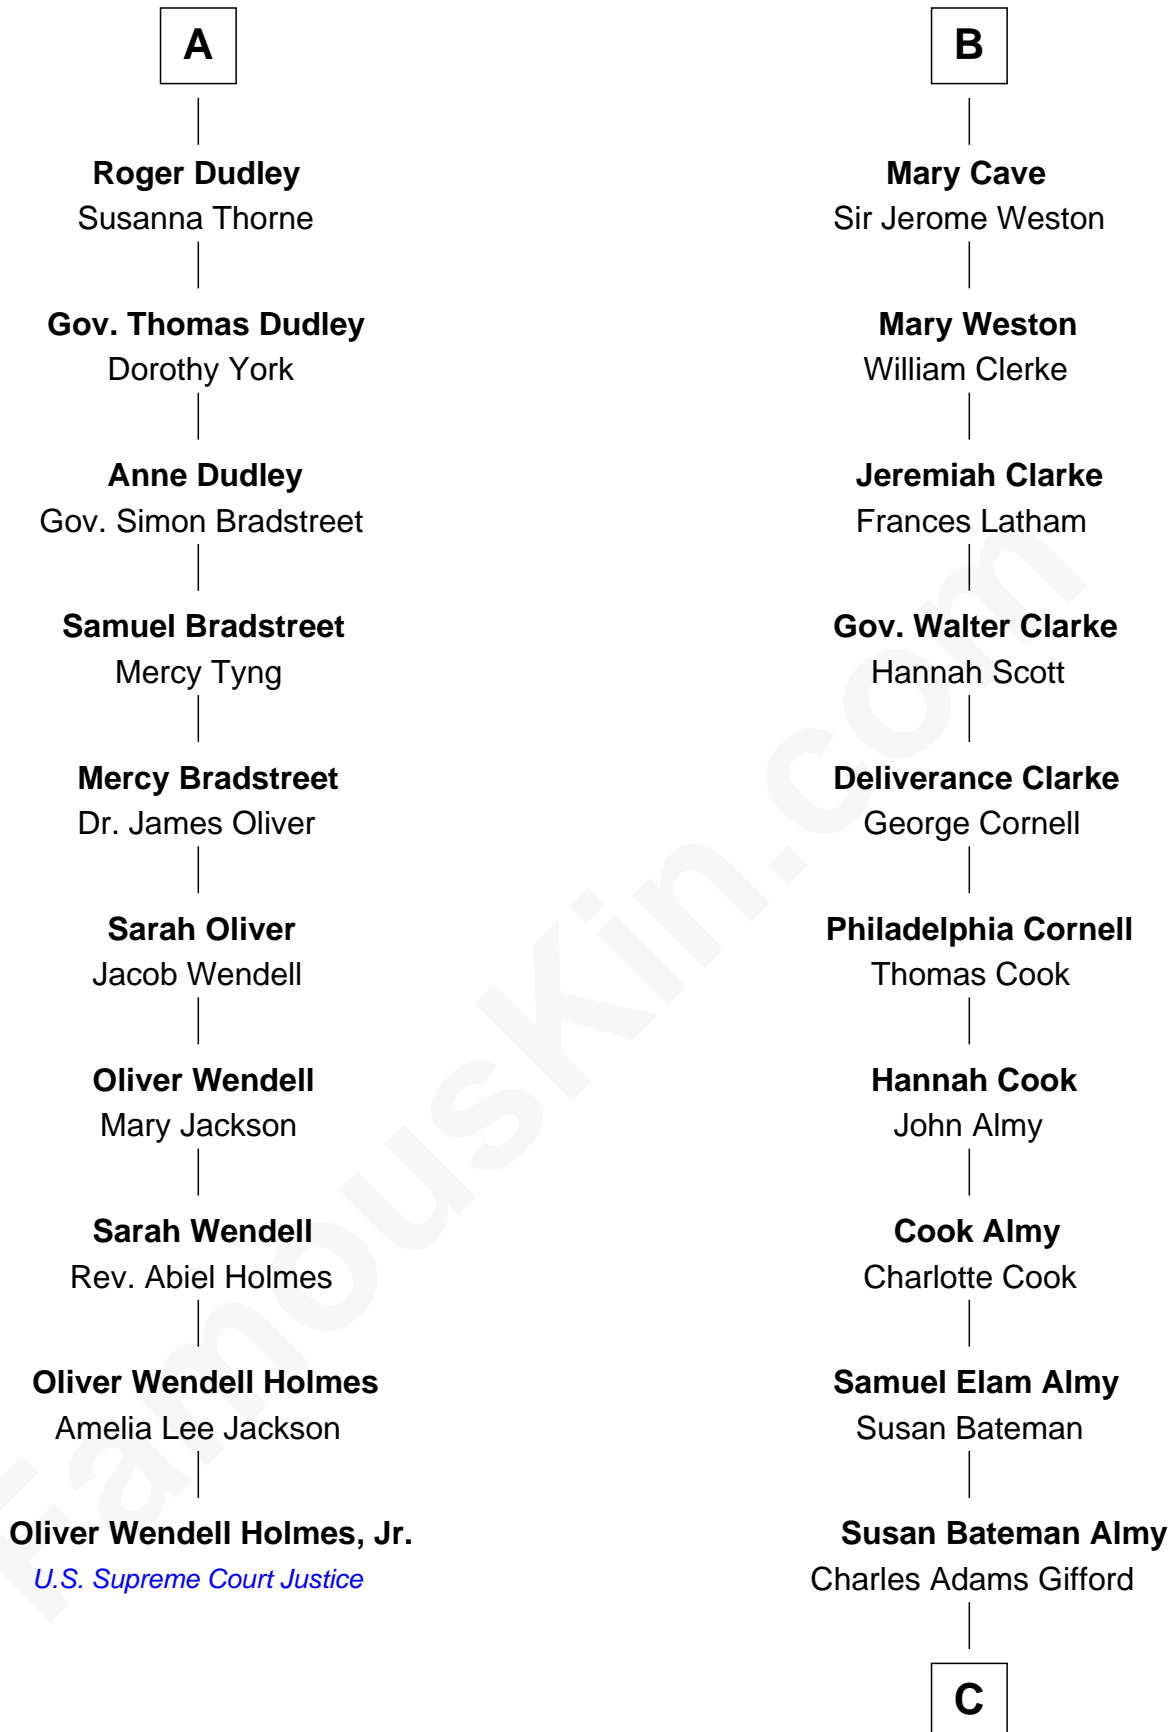 A
Roger Dudley
Susanna Thorne
Gov. Thomas Dudley
Dorothy York
Anne Dudley
Gov. Simon Bradstreet
Samuel Bradstreet
Mercy Tyng
Mercy Bradstreet
Dr. James Oliver
Sarah Oliver
Jacob Wendell
Oliver Wendell
Mary Jackson
Sarah Wendell
Rev. Abiel Holmes
Oliver Wendell Holmes
Amelia Lee Jackson
Oliver Wendell Holmes, Jr.
U.S. Supreme Court Justice
B
Mary Cave
Sir Jerome Weston
Mary Weston
William Clerke
Jeremiah Clarke
Frances Latham
Gov. Walter Clarke
Hannah Scott
Deliverance Clarke
George Cornell
Philadelphia Cornell
Thomas Cook
Hannah Cook
John Almy
Cook Almy
Charlotte Cook
Samuel Elam Almy
Susan Bateman
Susan Bateman Almy
Charles Adams Gifford
C
FamousKin.com